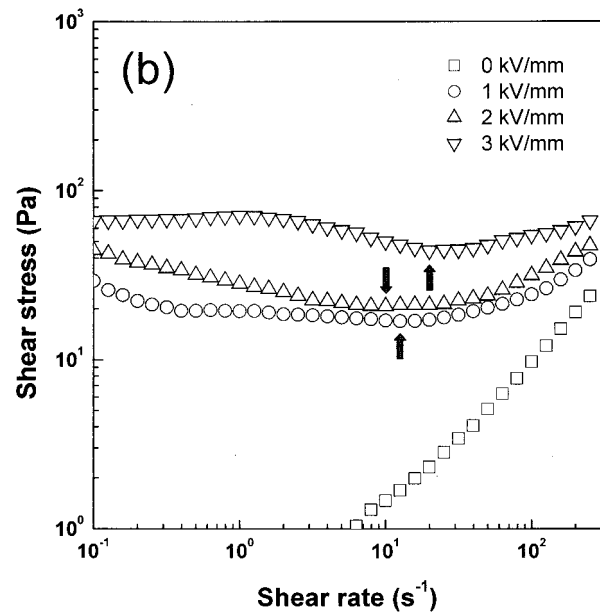 (b)
0 kV/mm
1 kV/mm
2 kV/mm
3 kV/mm
Shear stress (Pa)
10³
10²
10¹
10⁰
10⁻¹ 10⁰ 10¹ 10²
Shear rate (s⁻¹)